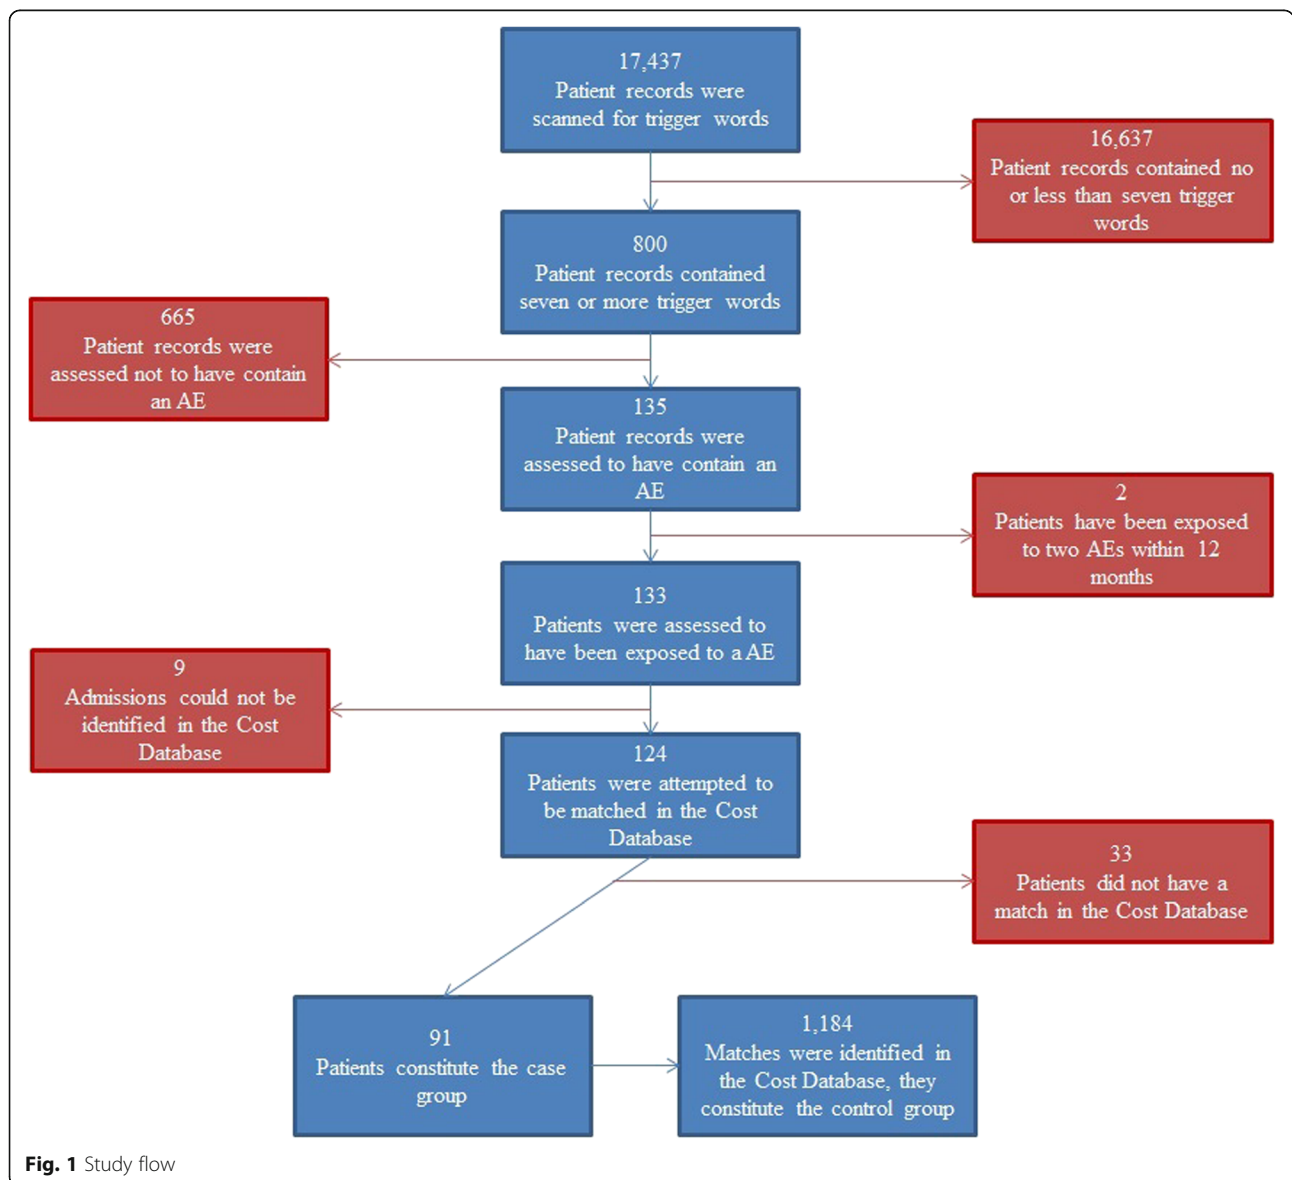 17,437
Patient records were
scanned for trigger words
16,637
Patient records contained no
or less than seven trigger
words
800
Patient records contained
seven or more trigger words
665
Patient records were
assessed not to have contain
an AE
135
Patient records were
assessed to have contain an
AE
2
Patients have been exposed
to two AEs within 12
months
133
Patients were assessed to
have been exposed to a AE
9
Admissions could not be
identified in the Cost
Database
124
Patients were attempted to
be matched in the Cost
Database
33
Patients did not have a
match in the Cost Database
91
Patients constitute the case
group
1,184
Matches were identified in
the Cost Database, they
constitute the control group
Fig. 1 Study flow